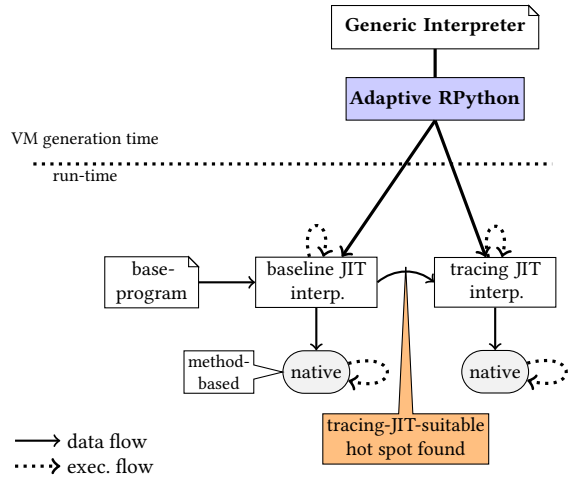 Generic Interpreter
Adaptive RPython
VM generation time
run-time
base-
program
baseline JIT
interp.
tracing JIT
interp.
method-
based
native
native
tracing-JIT-suitable
hot spot found
data flow
exec. flow